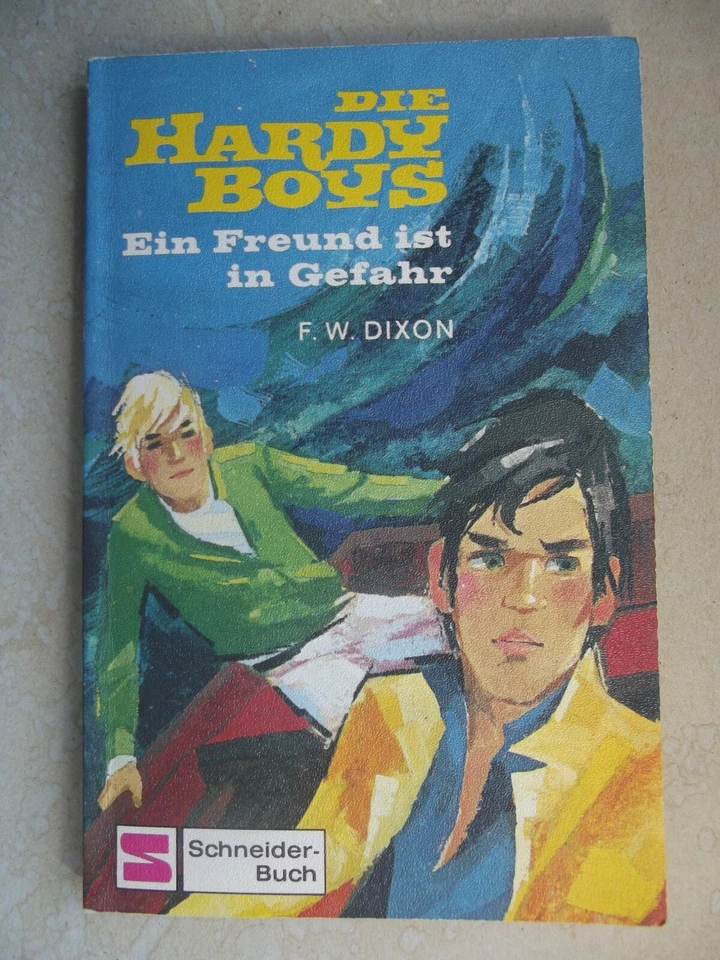 DIE
HARDY
BOYS
Ein Freund ist
in Gefahr
F. W. DIXON
Schneider-
Buch